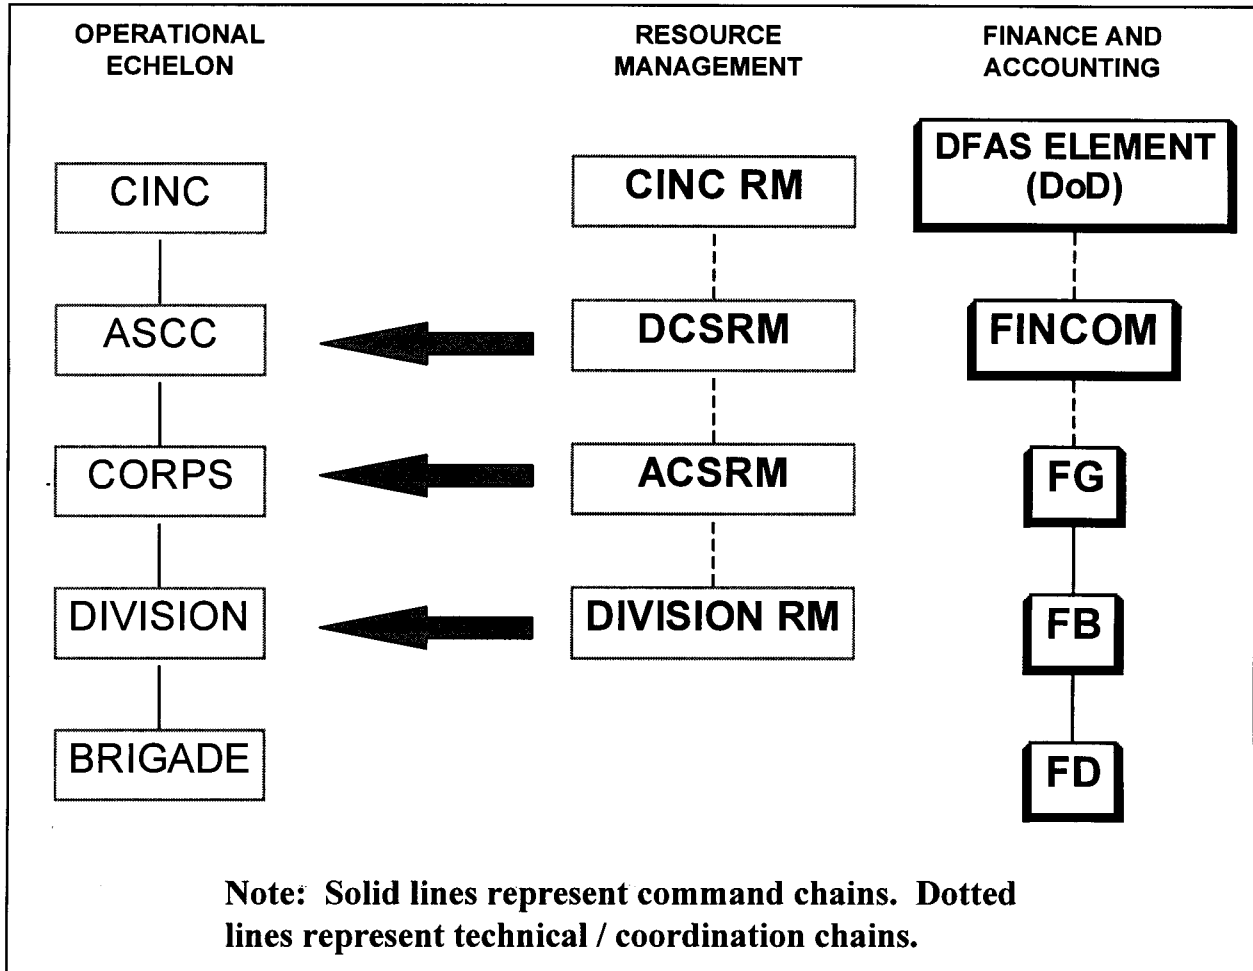 OPERATIONAL
ECHELON
RESOURCE
MANAGEMENT
FINANCE AND
ACCOUNTING
CINC
CINC RM
DFAS ELEMENT
(DoD)
ASCC
DCSRM
FINCOM
CORPS
ACSRM
FG
DIVISION
DIVISION RM
FB
BRIGADE
FD
Note: Solid lines represent command chains. Dotted
lines represent technical / coordination chains.